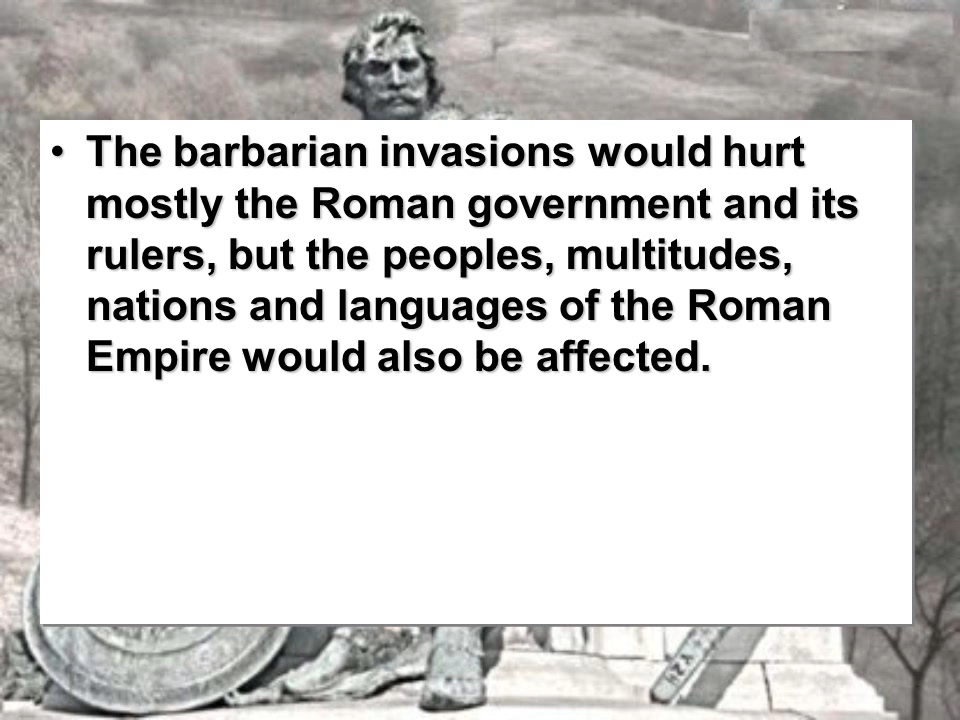 • The barbarian invasions would hurt
mostly the Roman government and its
rulers, but the peoples, multitudes,
nations and languages of the Roman
Empire would also be affected.